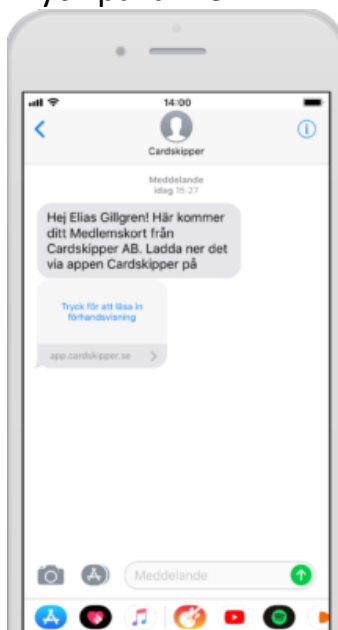 14:00
Cardskipper
Meddelande
idag 15:27
Hej Elias Gillgren! Här kommer
ditt Medlemskort från
Cardskipper AB. Ladda ner det
via appen Cardskipper på
Tryck för att läsa in
förhandsvisning
app.cardskipper.se
Meddelande